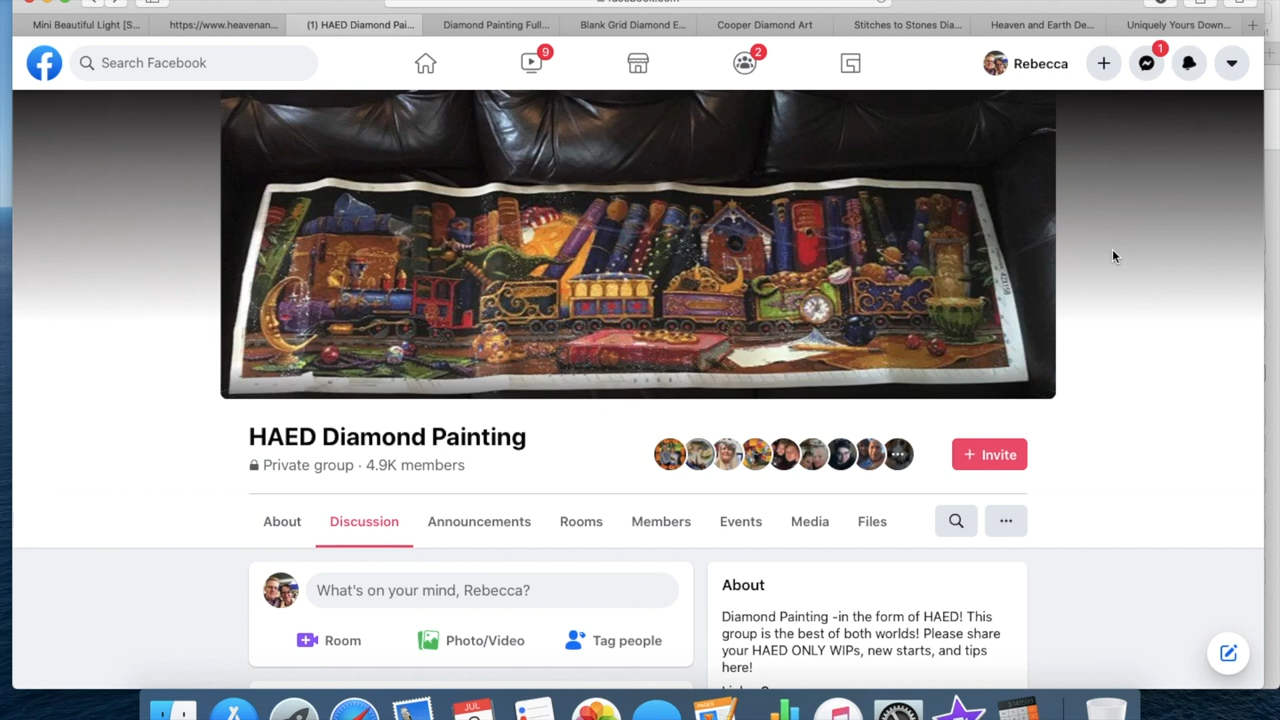 Mini Beautiful Light [S...
https://www.heavenan...
(1) HAED Diamond Pai...
Diamond Painting Full...
Blank Grid Diamond E...
Cooper Diamond Art
Stitches to Stones Dia...
Heaven and Earth De...
Uniquely Yours Down...
Search Facebook
9
2
Rebecca
1
HAED Diamond Painting
Private group · 4.9K members
+ Invite
About
Discussion
Announcements
Rooms
Members
Events
Media
Files
What's on your mind, Rebecca?
Room
Photo/Video
Tag people
About
Diamond Painting -in the form of HAED! This
group is the best of both worlds! Please share
your HAED ONLY WIPs, new starts, and tips
here!
JUL
PAGES